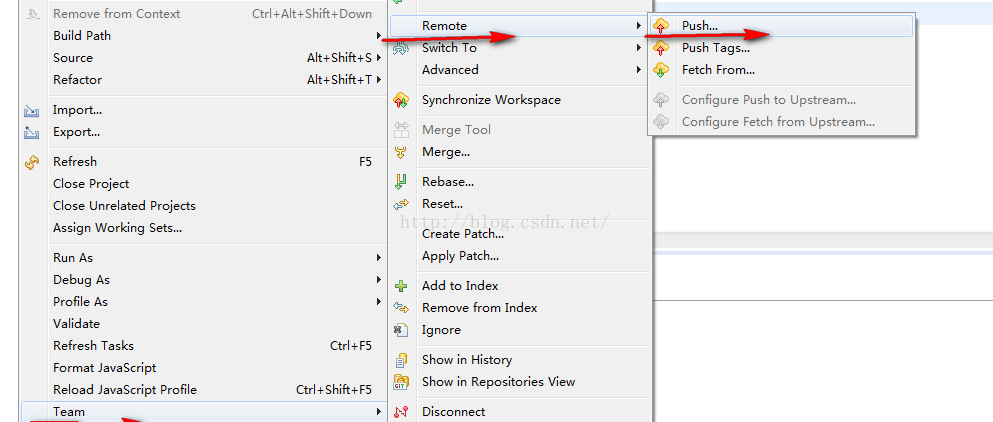 Remove from Context Ctrl+Alt+Shift+Down
Build Path
Source Alt+Shift+S
Refactor Alt+Shift+T
Import...
Export...
Refresh F5
Close Project
Close Unrelated Projects
Assign Working Sets...
Run As
Debug As
Profile As
Validate
Refresh Tasks Ctrl+F5
Format JavaScript
Reload JavaScript Profile Ctrl+Shift+F5
Team
Remote
Switch To
Advanced
Synchronize Workspace
Merge Tool
Merge...
Rebase...
Reset...
http://blog.csdn.net/
Create Patch...
Apply Patch...
Add to Index
Remove from Index
Ignore
Show in History
GIT
Show in Repositories View
Disconnect
Push...
Push Tags...
Fetch From...
Configure Push to Upstream...
Configure Fetch from Upstream...